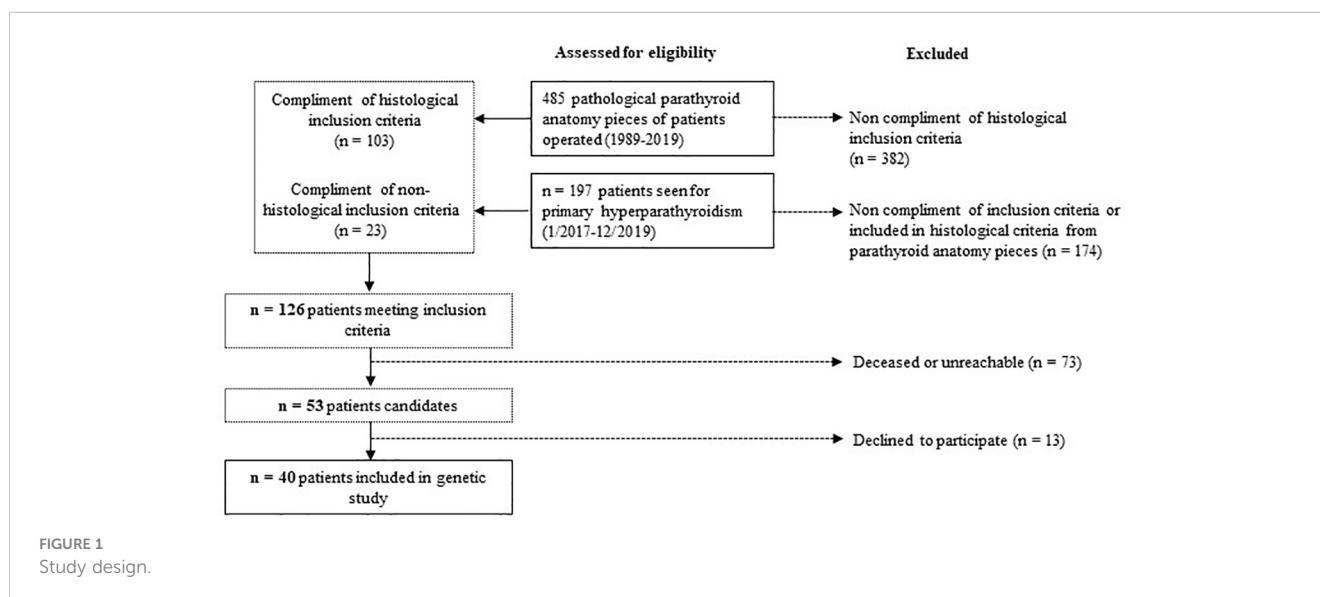 Assessed for eligibility
Excluded
Compliment of histological
inclusion criteria
(n = 103)
Compliment of non-
histological inclusion criteria
(n = 23)
485 pathological parathyroid
anatomy pieces of patients
operated (1989-2019)
Non compliment of histological
inclusion criteria
(n = 382)
n = 197 patients seen for
primary hyperparathyroidism
(1/2017-12/2019)
Non compliment of inclusion criteria or
included in histological criteria from
parathyroid anatomy pieces (n = 174)
n = 126 patients meeting inclusion
criteria
Deceased or unreachable (n = 73)
n = 53 patients candidates
Declined to participate (n = 13)
n = 40 patients included in genetic
study
FIGURE 1
Study design.